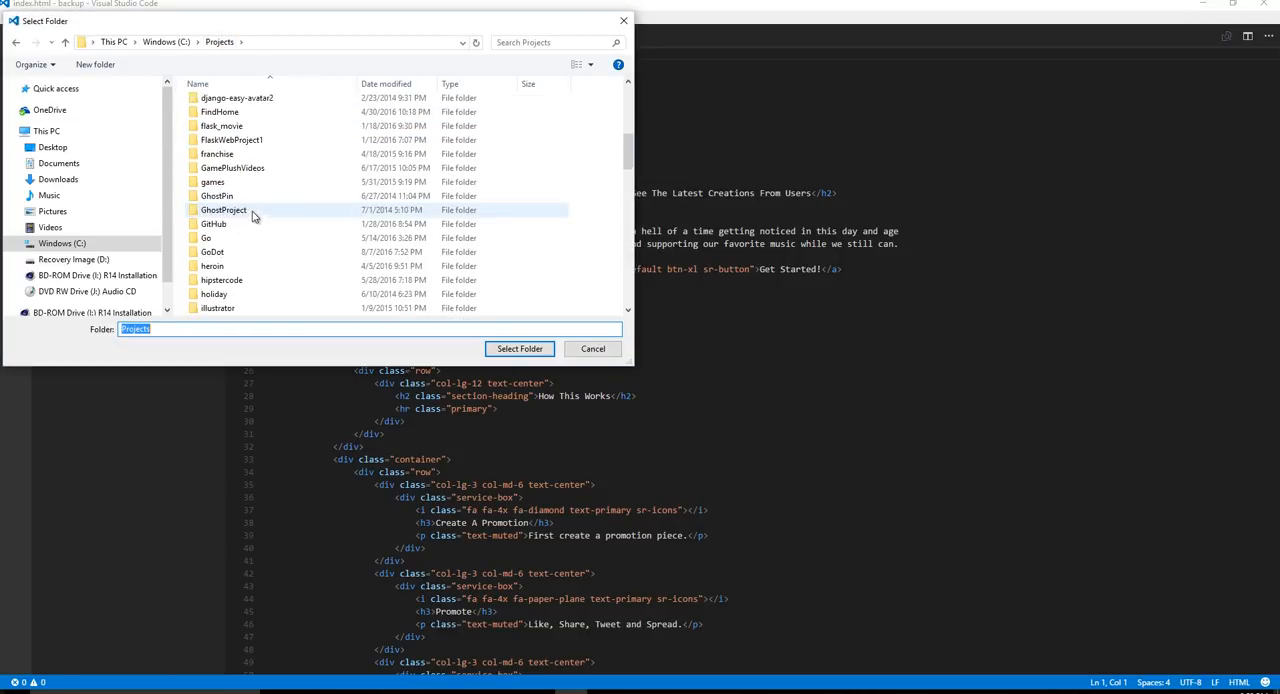 index.html - backup - Visual Studio Code
Select Folder
This PC > Windows (C:) > Projects >
Search Projects
Organize
New folder
Name Date modified Type Size
Quick access
OneDrive
This PC
Desktop
Documents
Downloads
Music
Pictures
Videos
Windows (C:)
Recovery Image (D:)
BD-ROM Drive (I:) R14 Installation
DVD RW Drive (J:) Audio CD
BD-ROM Drive (I:) R14 Installation
django-easy-avatar2 2/23/2014 9:31 PM File folder
FindHome 4/30/2016 10:18 PM File folder
flask_movie 1/18/2016 9:30 PM File folder
FlaskWebProject1 1/12/2016 7:07 PM File folder
franchise 4/18/2015 9:16 PM File folder
GamePlushVideos 6/17/2015 10:05 PM File folder
games 5/31/2015 9:19 PM File folder
GhostPin 6/27/2014 11:04 PM File folder
GhostProject 7/1/2014 5:10 PM File folder
GitHub 1/28/2016 8:54 PM File folder
Go 5/14/2016 3:26 PM File folder
GoDot 8/7/2016 7:52 PM File folder
heroin 4/5/2016 9:51 PM File folder
hipstercode 5/28/2016 7:18 PM File folder
holiday 6/10/2014 6:23 PM File folder
illustrator 1/9/2015 10:51 PM File folder
Folder: Projects
Select Folder
Cancel
See The Latest Creations From Users</h2>
hell of a time getting noticed in this day and age
and supporting our favorite music while we still can.
default btn-xl sr-button">Get Started!</a>
26 <div class="row">
27 <div class="col-lg-12 text-center">
28 <h2 class="section-heading">How This Works</h2>
29 <hr class="primary">
30 </div>
31 </div>
32 </div>
33 <div class="container">
34 <div class="row">
35 <div class="col-lg-3 col-md-6 text-center">
36 <div class="service-box">
37 <i class="fa fa-4x fa-diamond text-primary sr-icons"></i>
38 <h3>Create A Promotion</h3>
39 <p class="text-muted">First create a promotion piece.</p>
40 </div>
41 </div>
42 <div class="col-lg-3 col-md-6 text-center">
43 <div class="service-box">
44 <i class="fa fa-4x fa-paper-plane text-primary sr-icons"></i>
45 <h3>Promote</h3>
46 <p class="text-muted">Like, Share, Tweet and Spread.</p>
47 </div>
48 </div>
49 <div class="col-lg-3 col-md-6 text-center">
0 0
Ln 1, Col 1 Spaces: 4 UTF-8 LF HTML